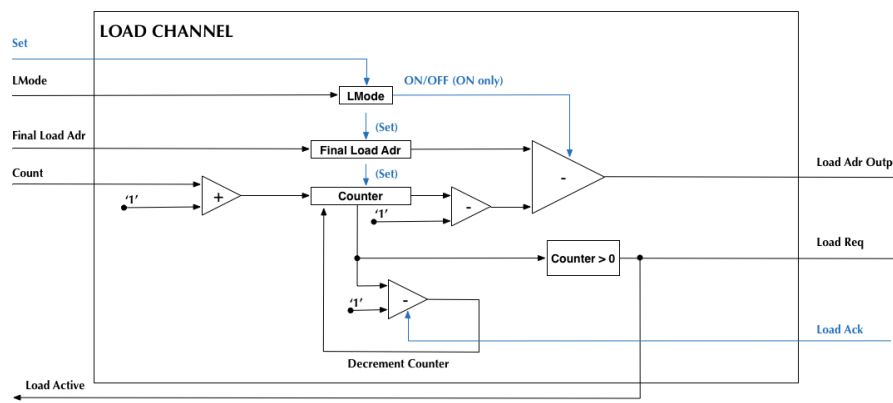 LOAD CHANNEL
Set
LMode
ON/OFF (ON only)
LMode
(Set)
Final Load Adr
Final Load Adr
Load Adr Outp
-
Count
(Set)
'1'
+
Counter
'1'
-
Load Req
Counter > 0
'1'
-
Load Ack
Decrement Counter
Load Active